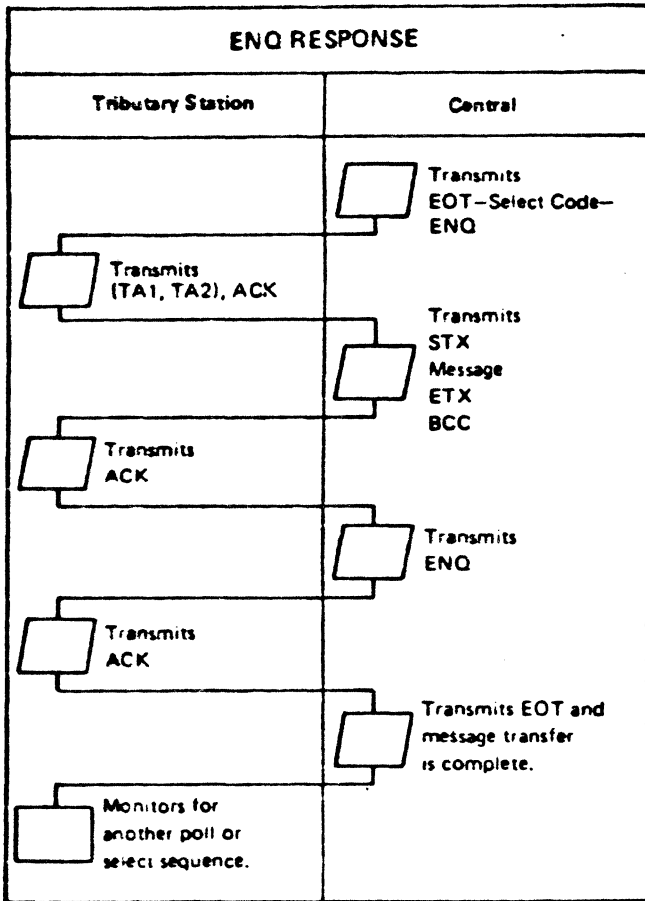 ENQ RESPONSE
Tributary Station
Central
Transmits
EOT–Select Code–
ENQ
Transmits
(TA1, TA2), ACK
Transmits
STX
Message
ETX
BCC
Transmits
ACK
Transmits
ENQ
Transmits
ACK
Transmits EOT and
message transfer
is complete.
Monitors for
another poll or
select sequence.